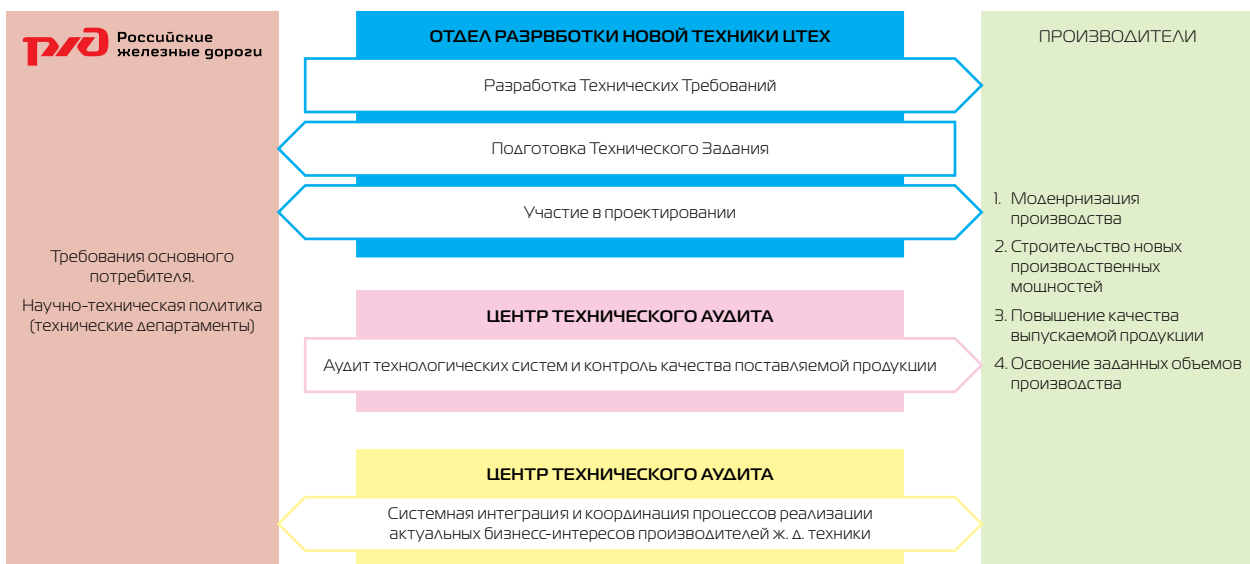 РЖД Российские
железные дороги
Требования основного
потребителя.
Научно-техническая политика
(технические департаменты)
ОТДЕЛ РАЗРВБОТКИ НОВОЙ ТЕХНИКИ ЦТЕХ
Разработка Технических Требований
Подготовка Технического Задания
Участие в проектировании
ЦЕНТР ТЕХНИЧЕСКОГО АУДИТА
Аудит технологических систем и контроль качества поставляемой продукции
ЦЕНТР ТЕХНИЧЕСКОГО АУДИТА
Системная интеграция и координация процессов реализации
актуальных бизнесс-интересов производителей ж. д. техники
ПРОИЗВОДИТЕЛИ
1. Моденрнизация
производства
2. Строительство новых
производственных
мощностей
3. Повышение качества
выпускаемой продукции
4. Освоение заданных объемов
производства